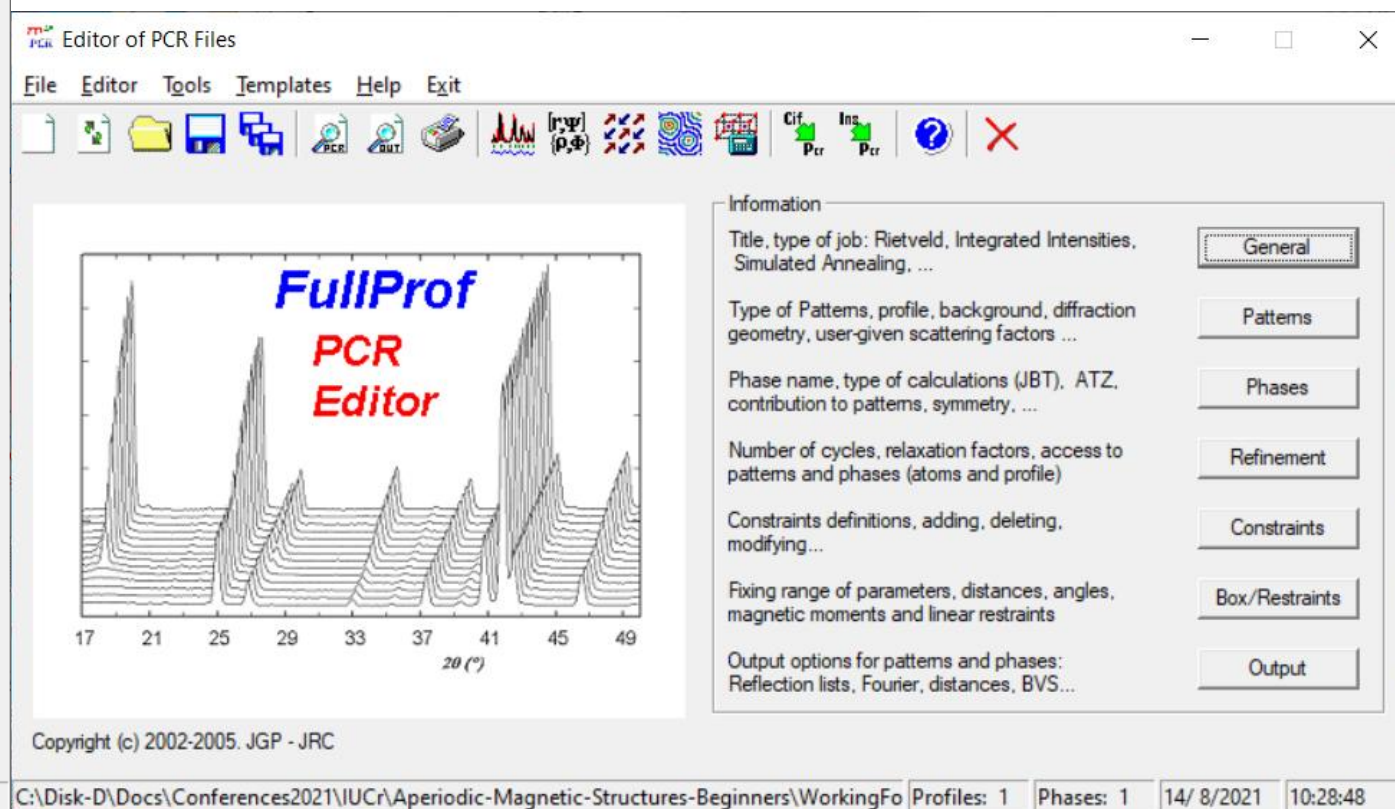 PCR Editor of PCR Files
File Editor Tools Templates Help Exit
PCR OUT [r,Ψ] {ρ,Φ} Cif Pcr Ins Pcr ?
FullProf
PCR
Editor
17 21 25 29 33 37 41 45 49
2θ (°)
Information
Title, type of job: Rietveld, Integrated Intensities,
Simulated Annealing, ...
General
Type of Patterns, profile, background, diffraction
geometry, user-given scattering factors ...
Patterns
Phase name, type of calculations (JBT), ATZ,
contribution to patterns, symmetry, ...
Phases
Number of cycles, relaxation factors, access to
patterns and phases (atoms and profile)
Refinement
Constraints definitions, adding, deleting,
modifying...
Constraints
Fixing range of parameters, distances, angles,
magnetic moments and linear restraints
Box/Restraints
Output options for patterns and phases:
Reflection lists, Fourier, distances, BVS...
Output
Copyright (c) 2002-2005. JGP - JRC
C:\Disk-D\Docs\Conferences2021\IUCr\Aperiodic-Magnetic-Structures-Beginners\WorkingFo Profiles: 1 Phases: 1 14/ 8/2021 10:28:48